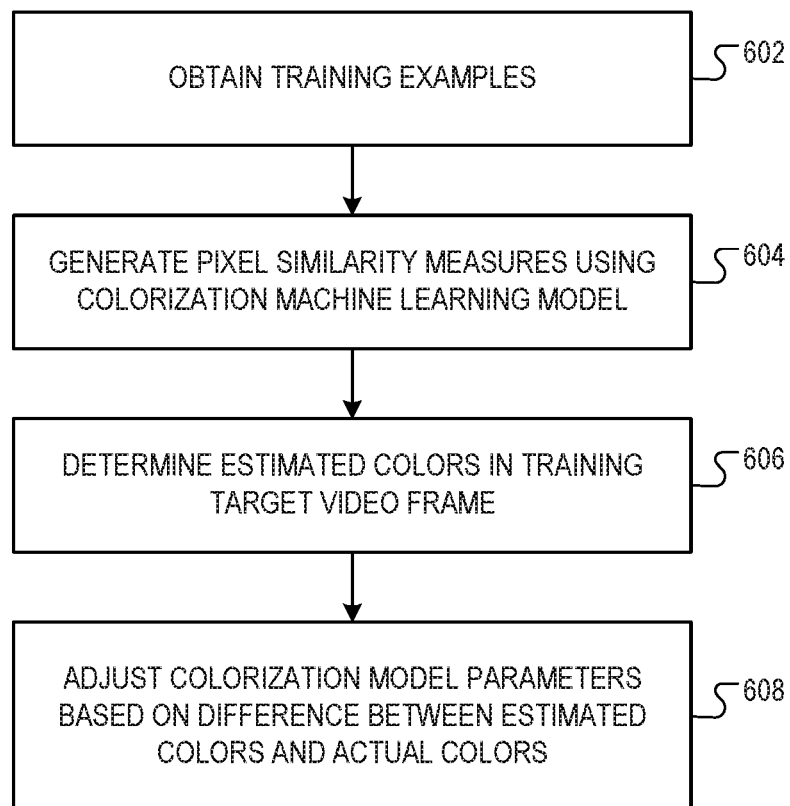 OBTAIN TRAINING EXAMPLES
602
GENERATE PIXEL SIMILARITY MEASURES USING
COLORIZATION MACHINE LEARNING MODEL
604
DETERMINE ESTIMATED COLORS IN TRAINING
TARGET VIDEO FRAME
606
ADJUST COLORIZATION MODEL PARAMETERS
BASED ON DIFFERENCE BETWEEN ESTIMATED
COLORS AND ACTUAL COLORS
608